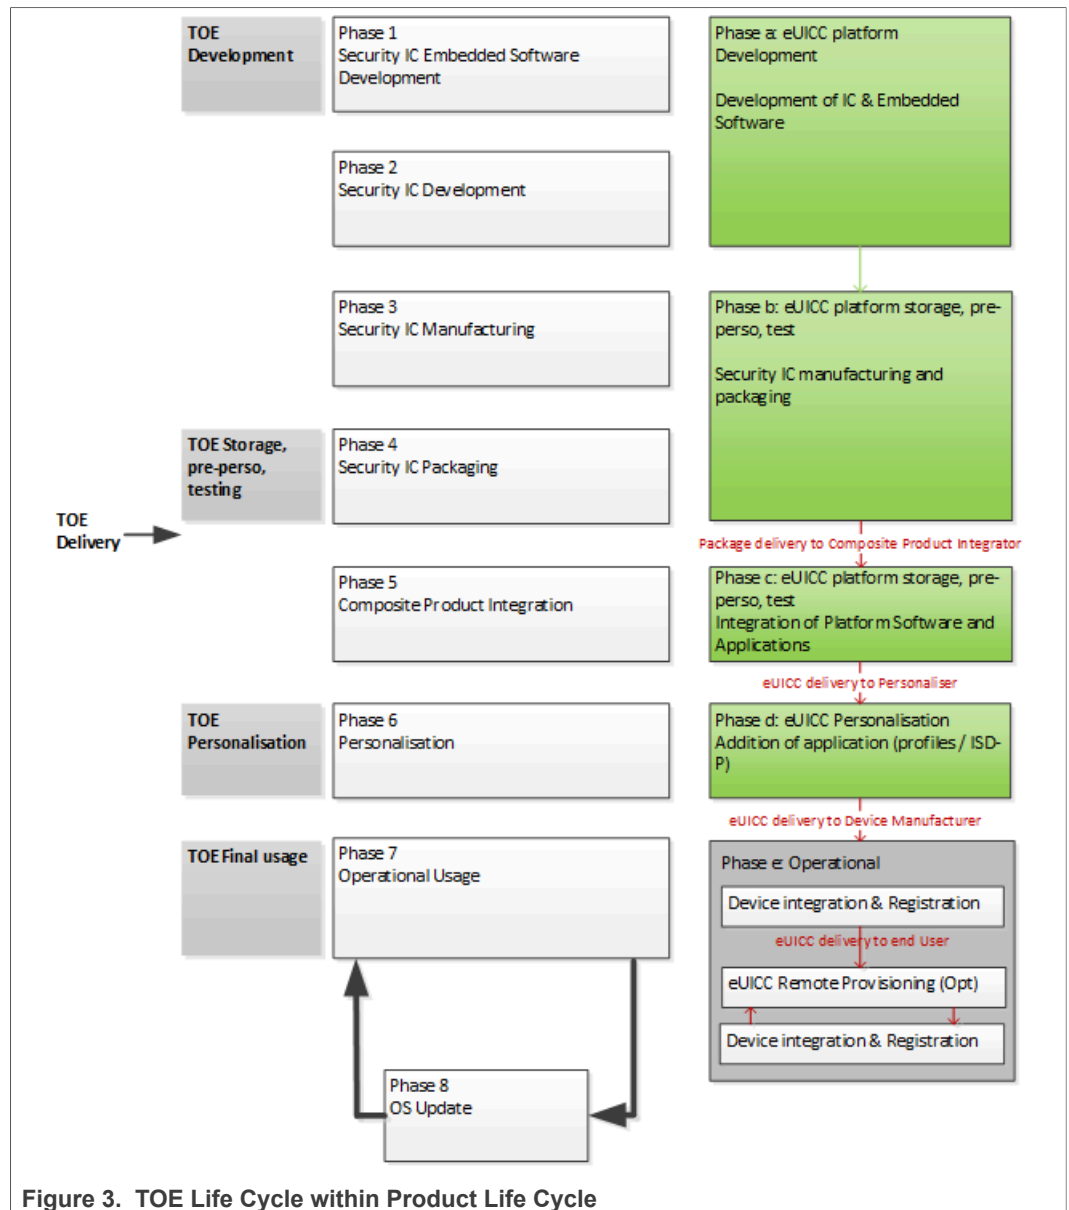 TOE
Development
Phase 1
Security IC Embedded Software
Development
Phase a: eUICC platform
Development
Development of IC & Embedded
Software
Phase 2
Security IC Development
Phase 3
Security IC Manufacturing
Phase b: eUICC platform storage, pre-
perso, test
Security IC manufacturing and
packaging
TOE Storage,
pre-perso,
testing
Phase 4
Security IC Packaging
TOE
Delivery
Package delivery to Composite Product Integrator
Phase 5
Composite Product Integration
Phase c: eUICC platform storage, pre-
perso, test
Integration of Platform Software and
Applications
eUICC delivery to Personaliser
TOE
Personalisation
Phase 6
Personalisation
Phase d: eUICC Personalisation
Addition of application (profiles / ISD-
P)
eUICC delivery to Device Manufacturer
TOE Final usage
Phase 7
Operational Usage
Phase e: Operational
Device integration & Registration
eUICC delivery to end User
eUICC Remote Provisioning (Opt)
Device integration & Registration
Phase 8
OS Update
Figure 3. TOE Life Cycle within Product Life Cycle